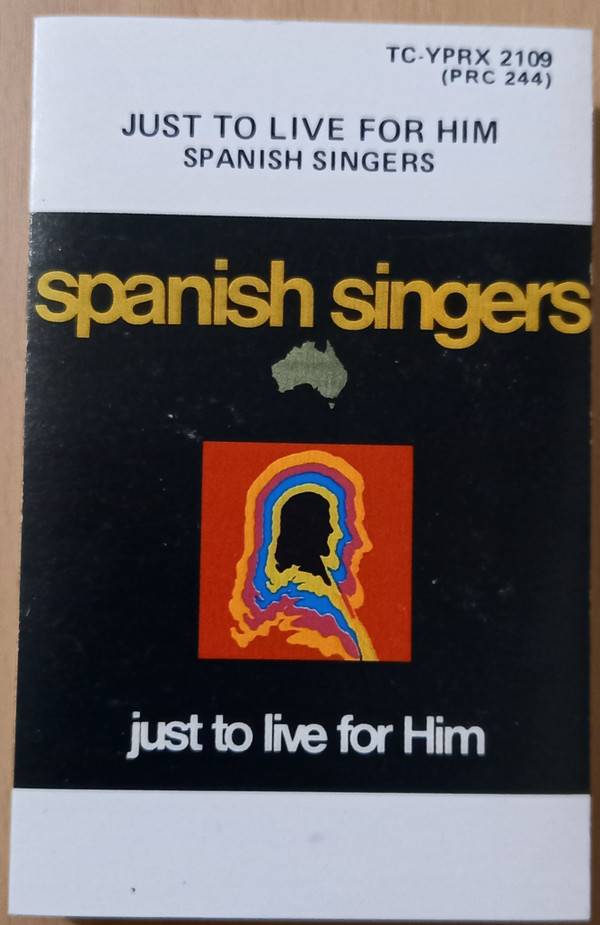 TC-YPRX 2109
(PRC 244)
JUST TO LIVE FOR HIM
SPANISH SINGERS
spanish singers
just to live for Him